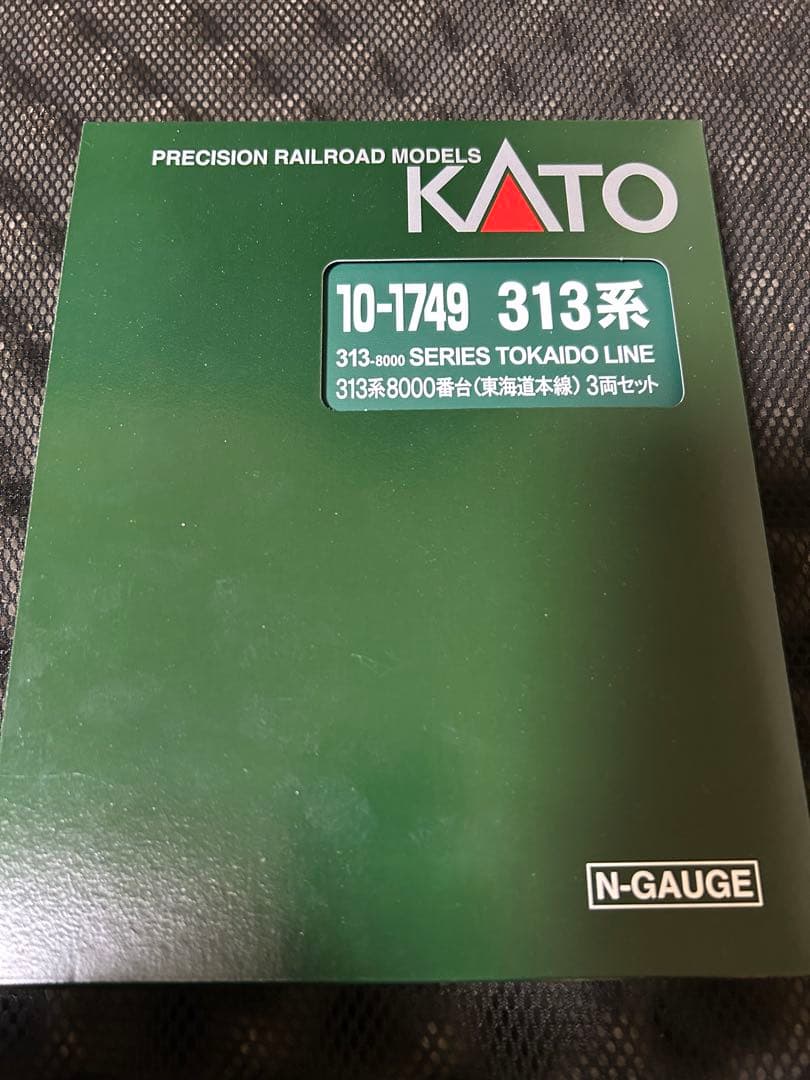 PRECISION RAILROAD MODELS
KATO
10-1749 313系
313-8000 SERIES TOKAIDO LINE
313系8000番台(東海道本線) 3両セット
N-GAUGE